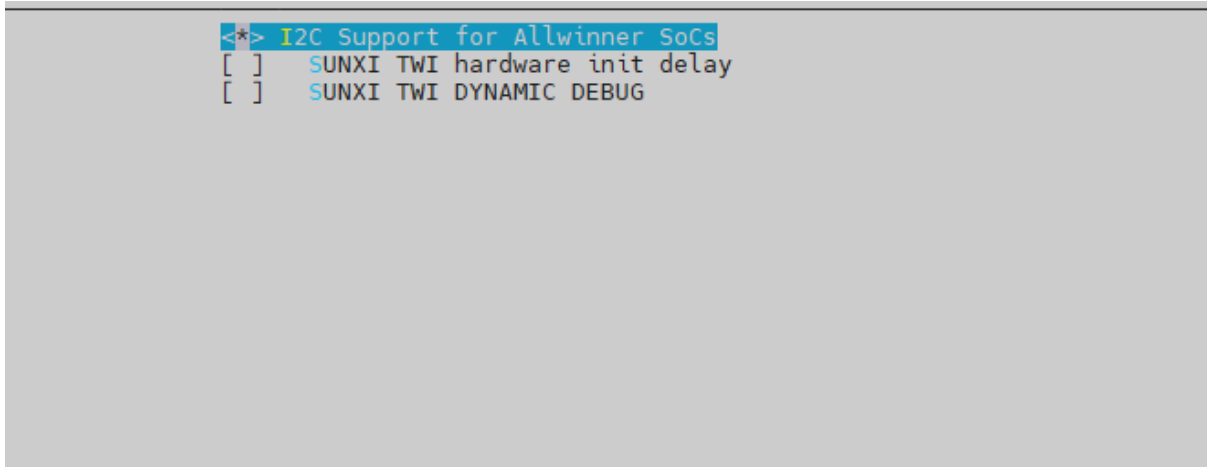 <*> I2C Support for Allwinner SoCs
[ ]   SUNXI TWI hardware init delay
[ ]   SUNXI TWI DYNAMIC DEBUG